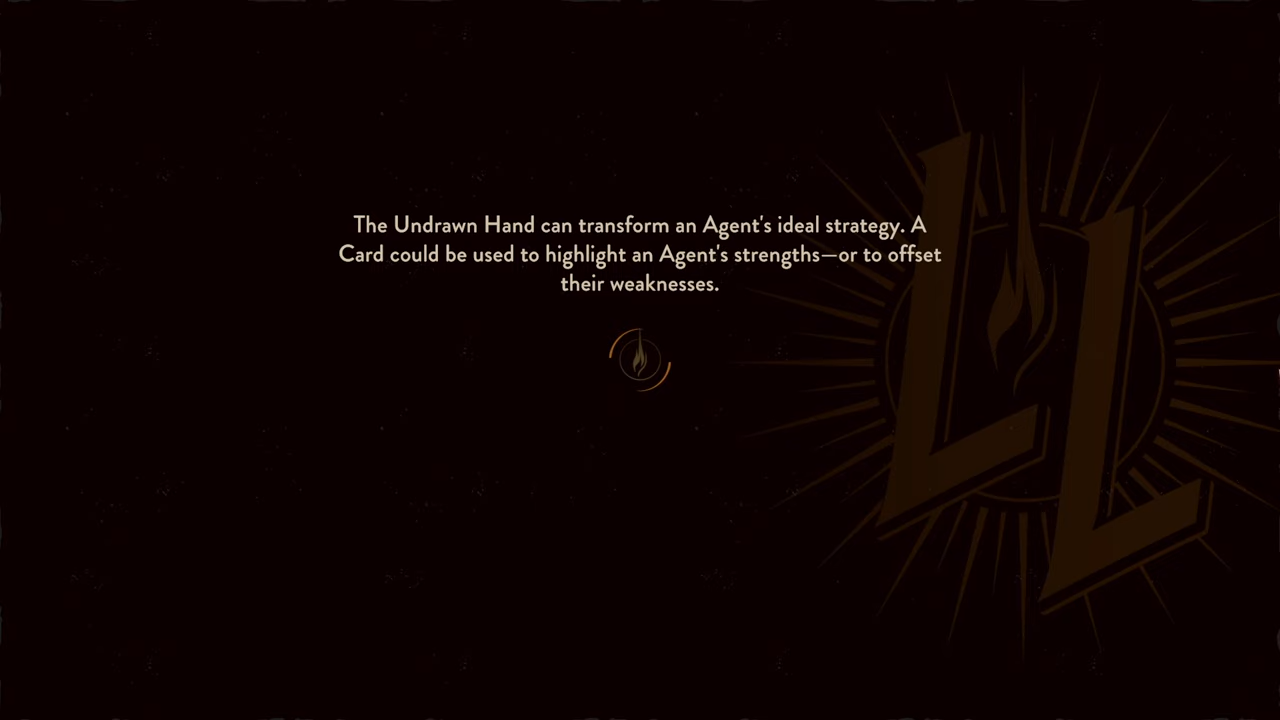 The Undrawn Hand can transform an Agent's ideal strategy. A
Card could be used to highlight an Agent's strengths—or to offset
their weaknesses.
LL